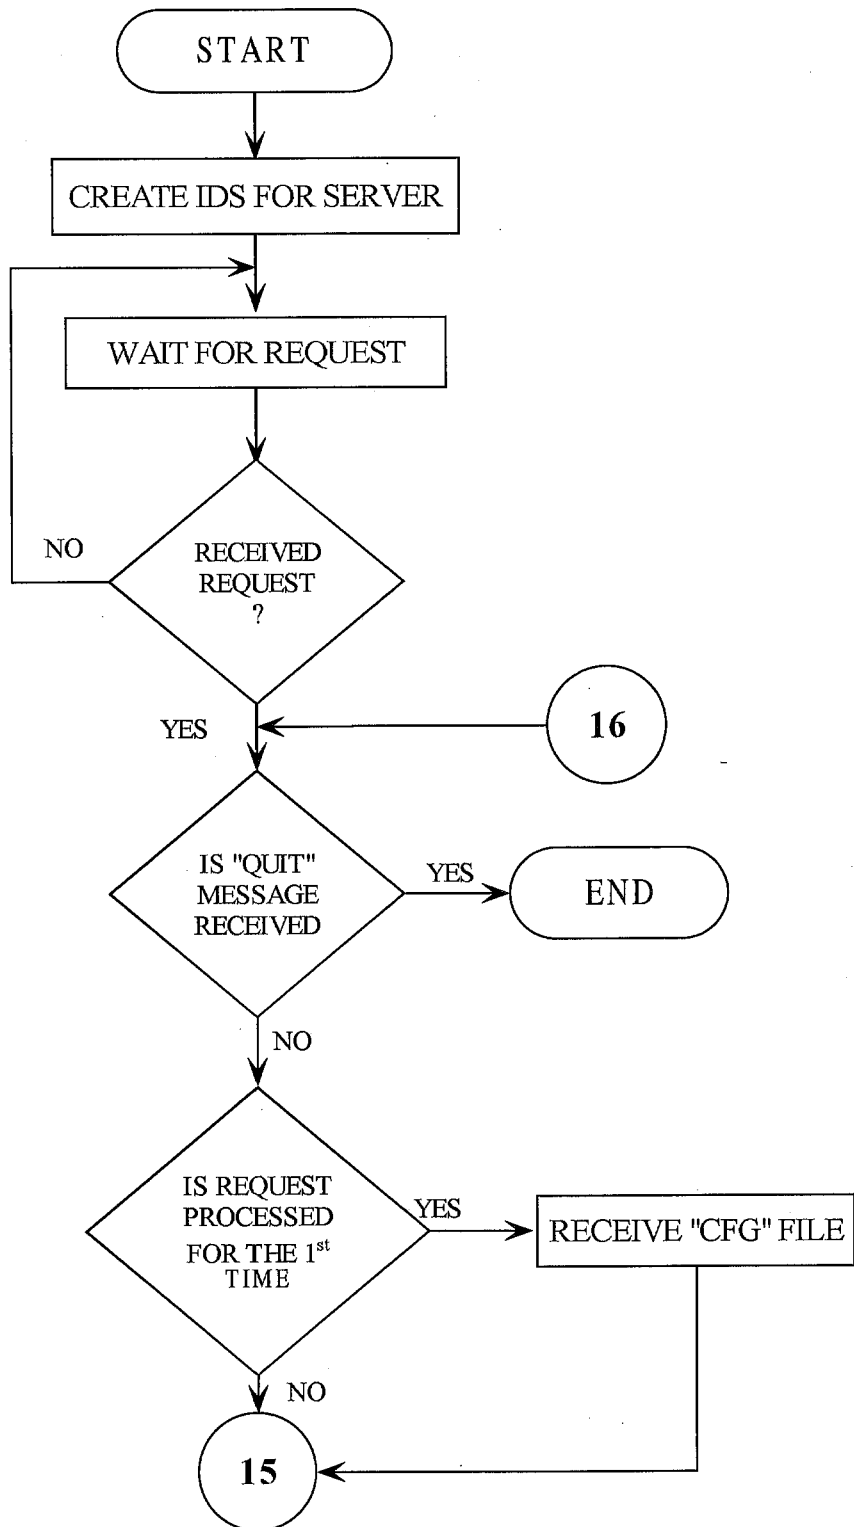 START
CREATE IDS FOR SERVER
WAIT FOR REQUEST
NO
RECEIVED
REQUEST
?
YES
16
IS "QUIT"
MESSAGE
RECEIVED
YES
END
NO
IS REQUEST
PROCESSED
FOR THE 1st
TIME
YES
RECEIVE "CFG" FILE
NO
15